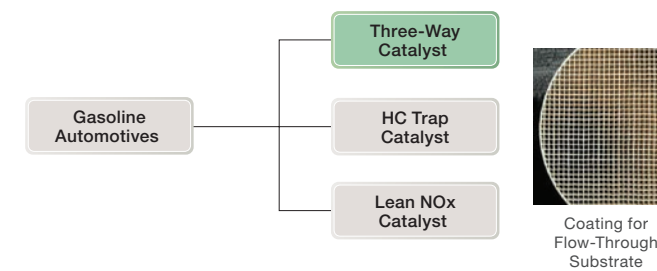 Three-Way
Catalyst
Gasoline
Automotives
HC Trap
Catalyst
Lean NOx
Catalyst
Coating for
Flow-Through
Substrate